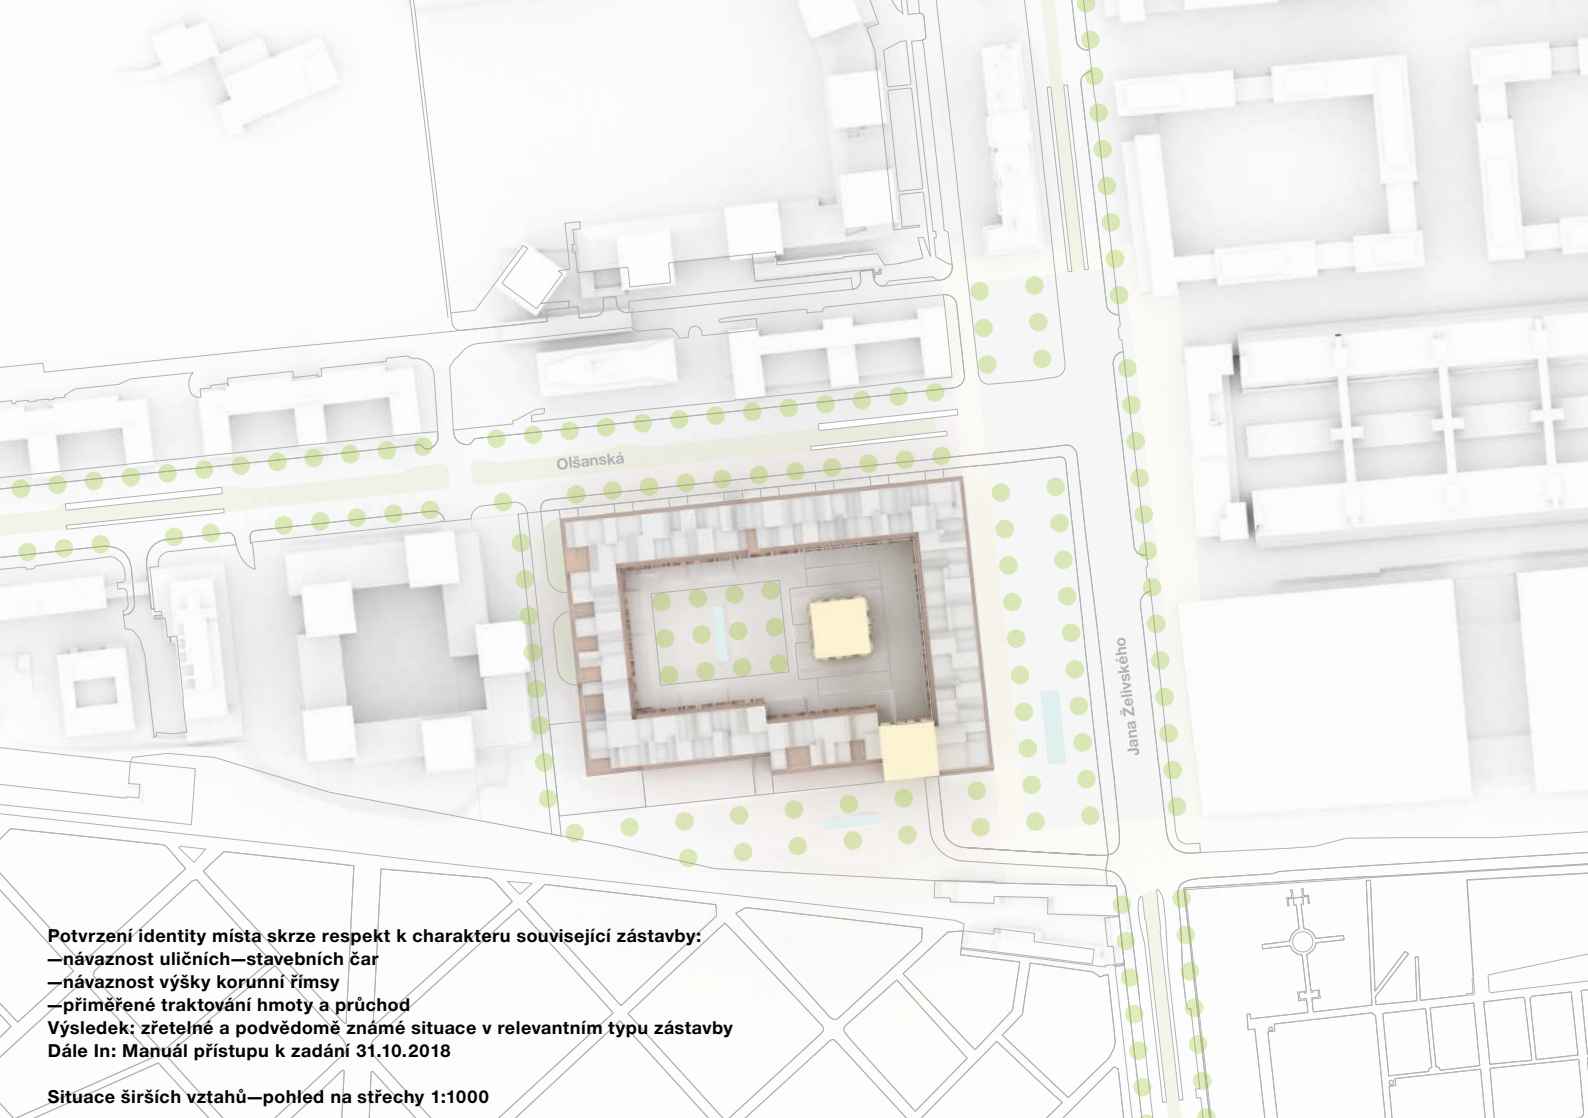 Olšanská
Jana Želivského
Potvrzení identity místa skrze respekt k charakteru související zástavby:
—návaznost uličních—stavebních čar
—návaznost výšky korunní římsy
—přiměřené traktování hmoty a průchod
Výsledek: zřetelné a podvědomě známé situace v relevantním typu zástavby
Dále In: Manuál přístupu k zadání 31.10.2018
Situace širších vztahů—pohled na střechy 1:1000